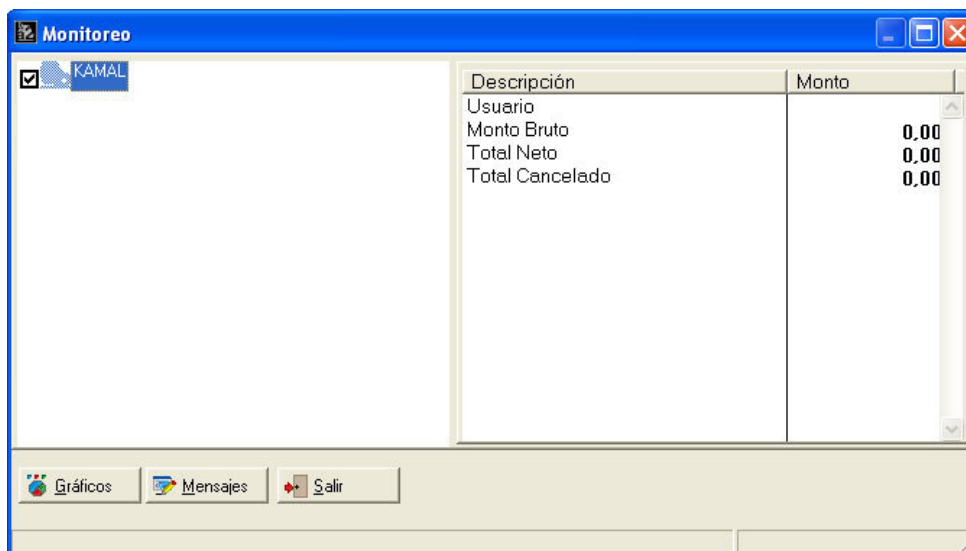 Monitoreo
KAMAL
Descripción Monto
Usuario
Monto Bruto 0,00
Total Neto 0,00
Total Cancelado 0,00
Gráficos Mensajes Salir